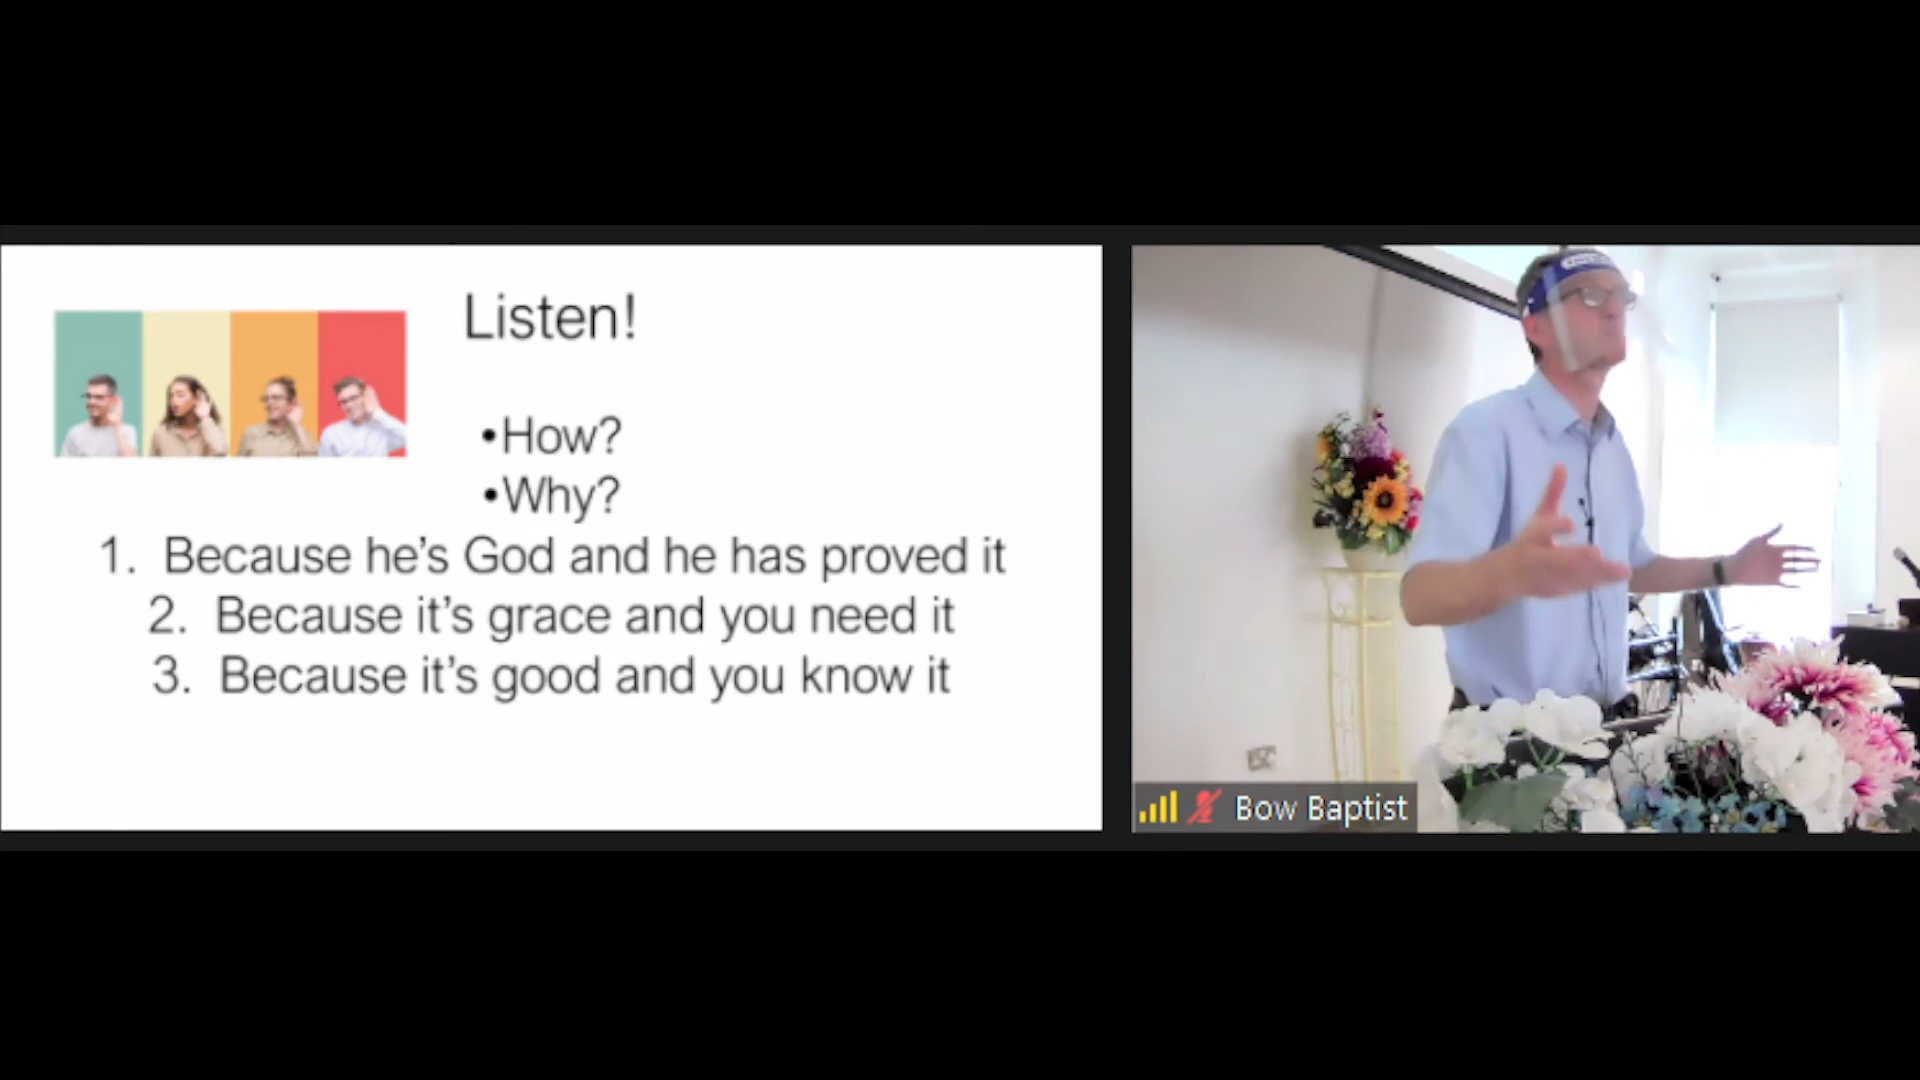 Listen!
•How?
•Why?
1. Because he's God and he has proved it
2. Because it's grace and you need it
3. Because it's good and you know it
Bow Baptist